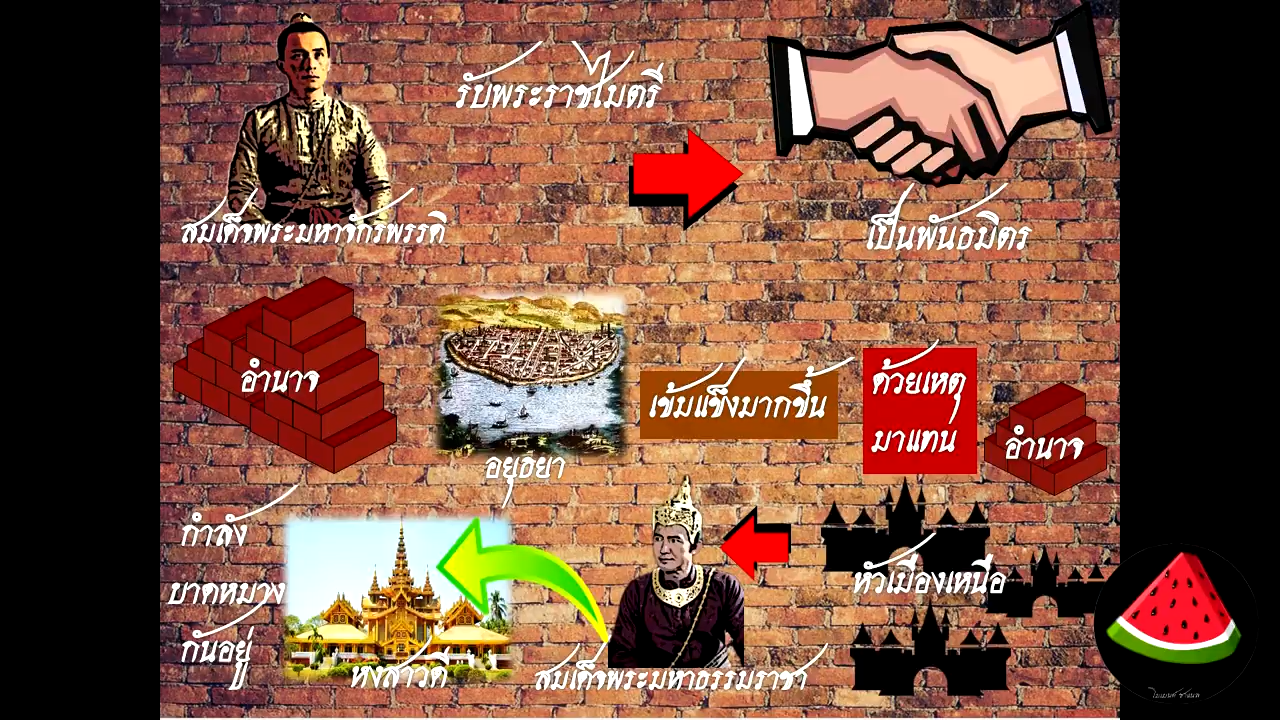 รับพระราชไมตรี
สมเด็จพระมหาจักรพรรดิ
เป็นพันธมิตร
อำนาจ
อยุธยา
เข้มแข็งมากขึ้น
ด้วยเหตุ
มาแทน
อำนาจ
กำลัง
บาดหมาง
กันอยู่
หงสาวดี
สมเด็จพระมหาธรรมราชา
หัวเมืองเหนือ